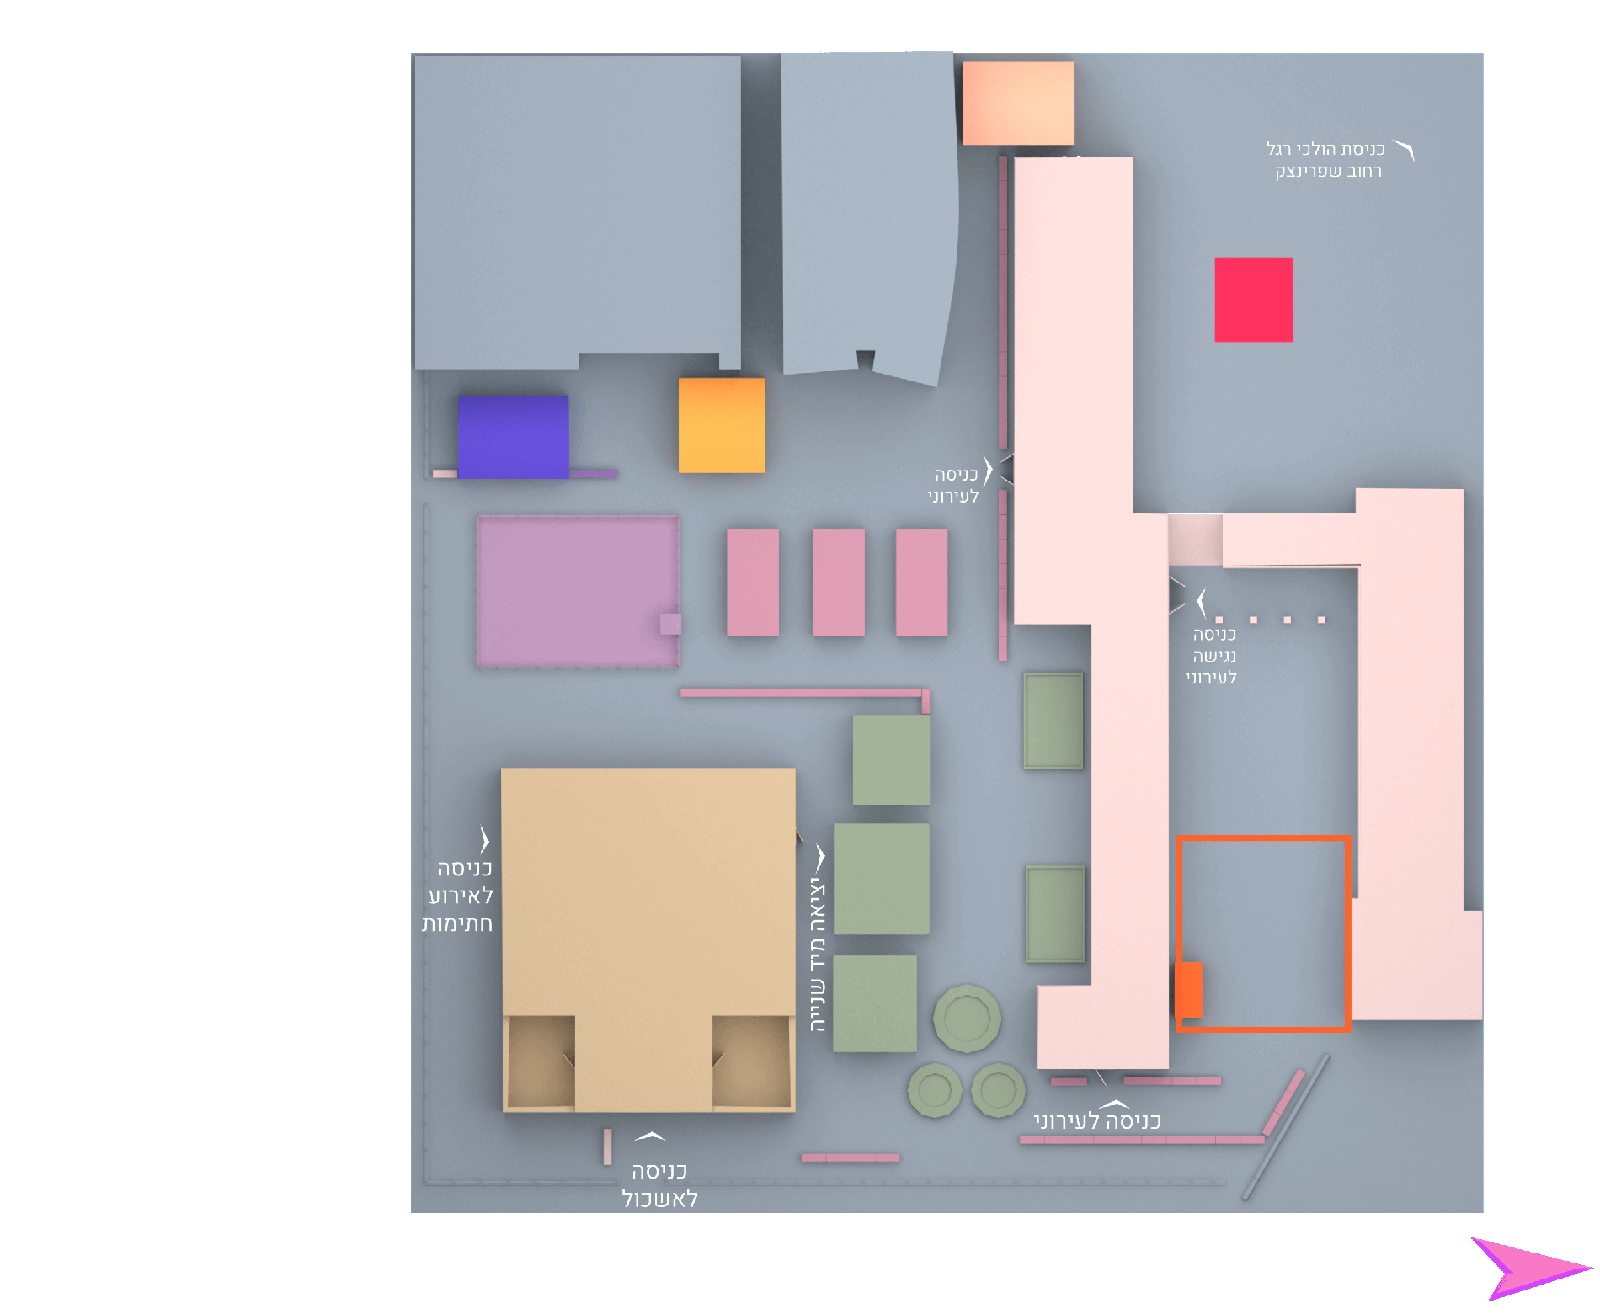 כניסת הולכי רגל
רחוב שפרינצק
כניסה
לעירוני
כניסה
נגישה
לעירוני
כניסה
לאירוע
חתימות
יציאה מיד שנייה
כניסה לעירוני
כניסה
לאשכול